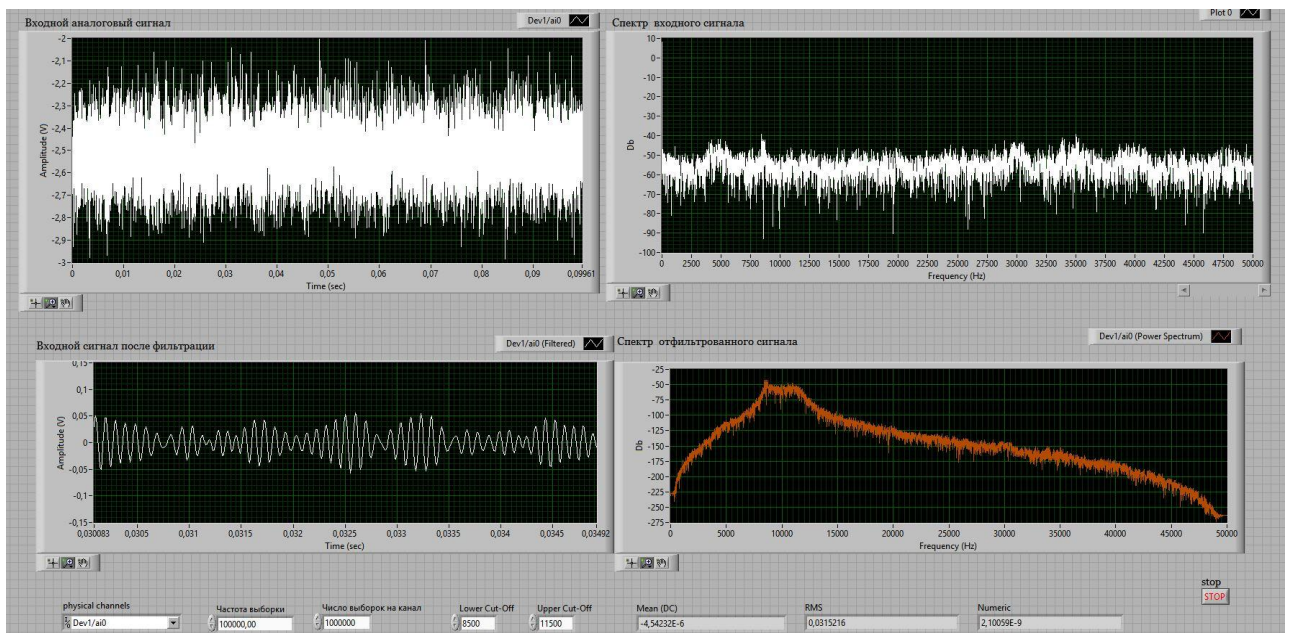 Входной аналоговый сигнал
Dev1/ai0
Amplitude (V)
-2-
-2,1-
-2,2-
-2,3-
-2,4-
-2,5-
-2,6-
-2,7-
-2,8-
-2,9-
-3-
0 0,01 0,02 0,03 0,04 0,05 0,06 0,07 0,08 0,09 0,09961
Time (sec)
Спектр входного сигнала
Plot 0
Db
10-
0-
-10-
-20-
-30-
-40-
-50-
-60-
-70-
-80-
-90-
-100-
0 2500 5000 7500 10000 12500 15000 17500 20000 22500 25000 27500 30000 32500 35000 37500 40000 42500 45000 47500 50000
Frequency (Hz)
Входной сигнал после фильтрации
Dev1/ai0 (Filtered)
Amplitude (V)
0,15-
0,1-
0,05-
0-
-0,05-
-0,1-
-0,15-
0,030083 0,0305 0,031 0,0315 0,032 0,0325 0,033 0,0335 0,034 0,0345 0,03492
Time (sec)
Спектр отфильтрованного сигнала
Dev1/ai0 (Power Spectrum)
Db
-25-
-50-
-75-
-100-
-125-
-150-
-175-
-200-
-225-
-250-
-275-
0 5000 10000 15000 20000 25000 30000 35000 40000 45000 50000
Frequency (Hz)
stop
STOP
physical channels
Dev1/ai0
Частота выборки
100000,00
Число выборок на канал
1000000
Lower Cut-Off
8500
Upper Cut-Off
11500
Mean (DC)
-4,54232E-6
RMS
0,0315216
Numeric
2,10059E-9